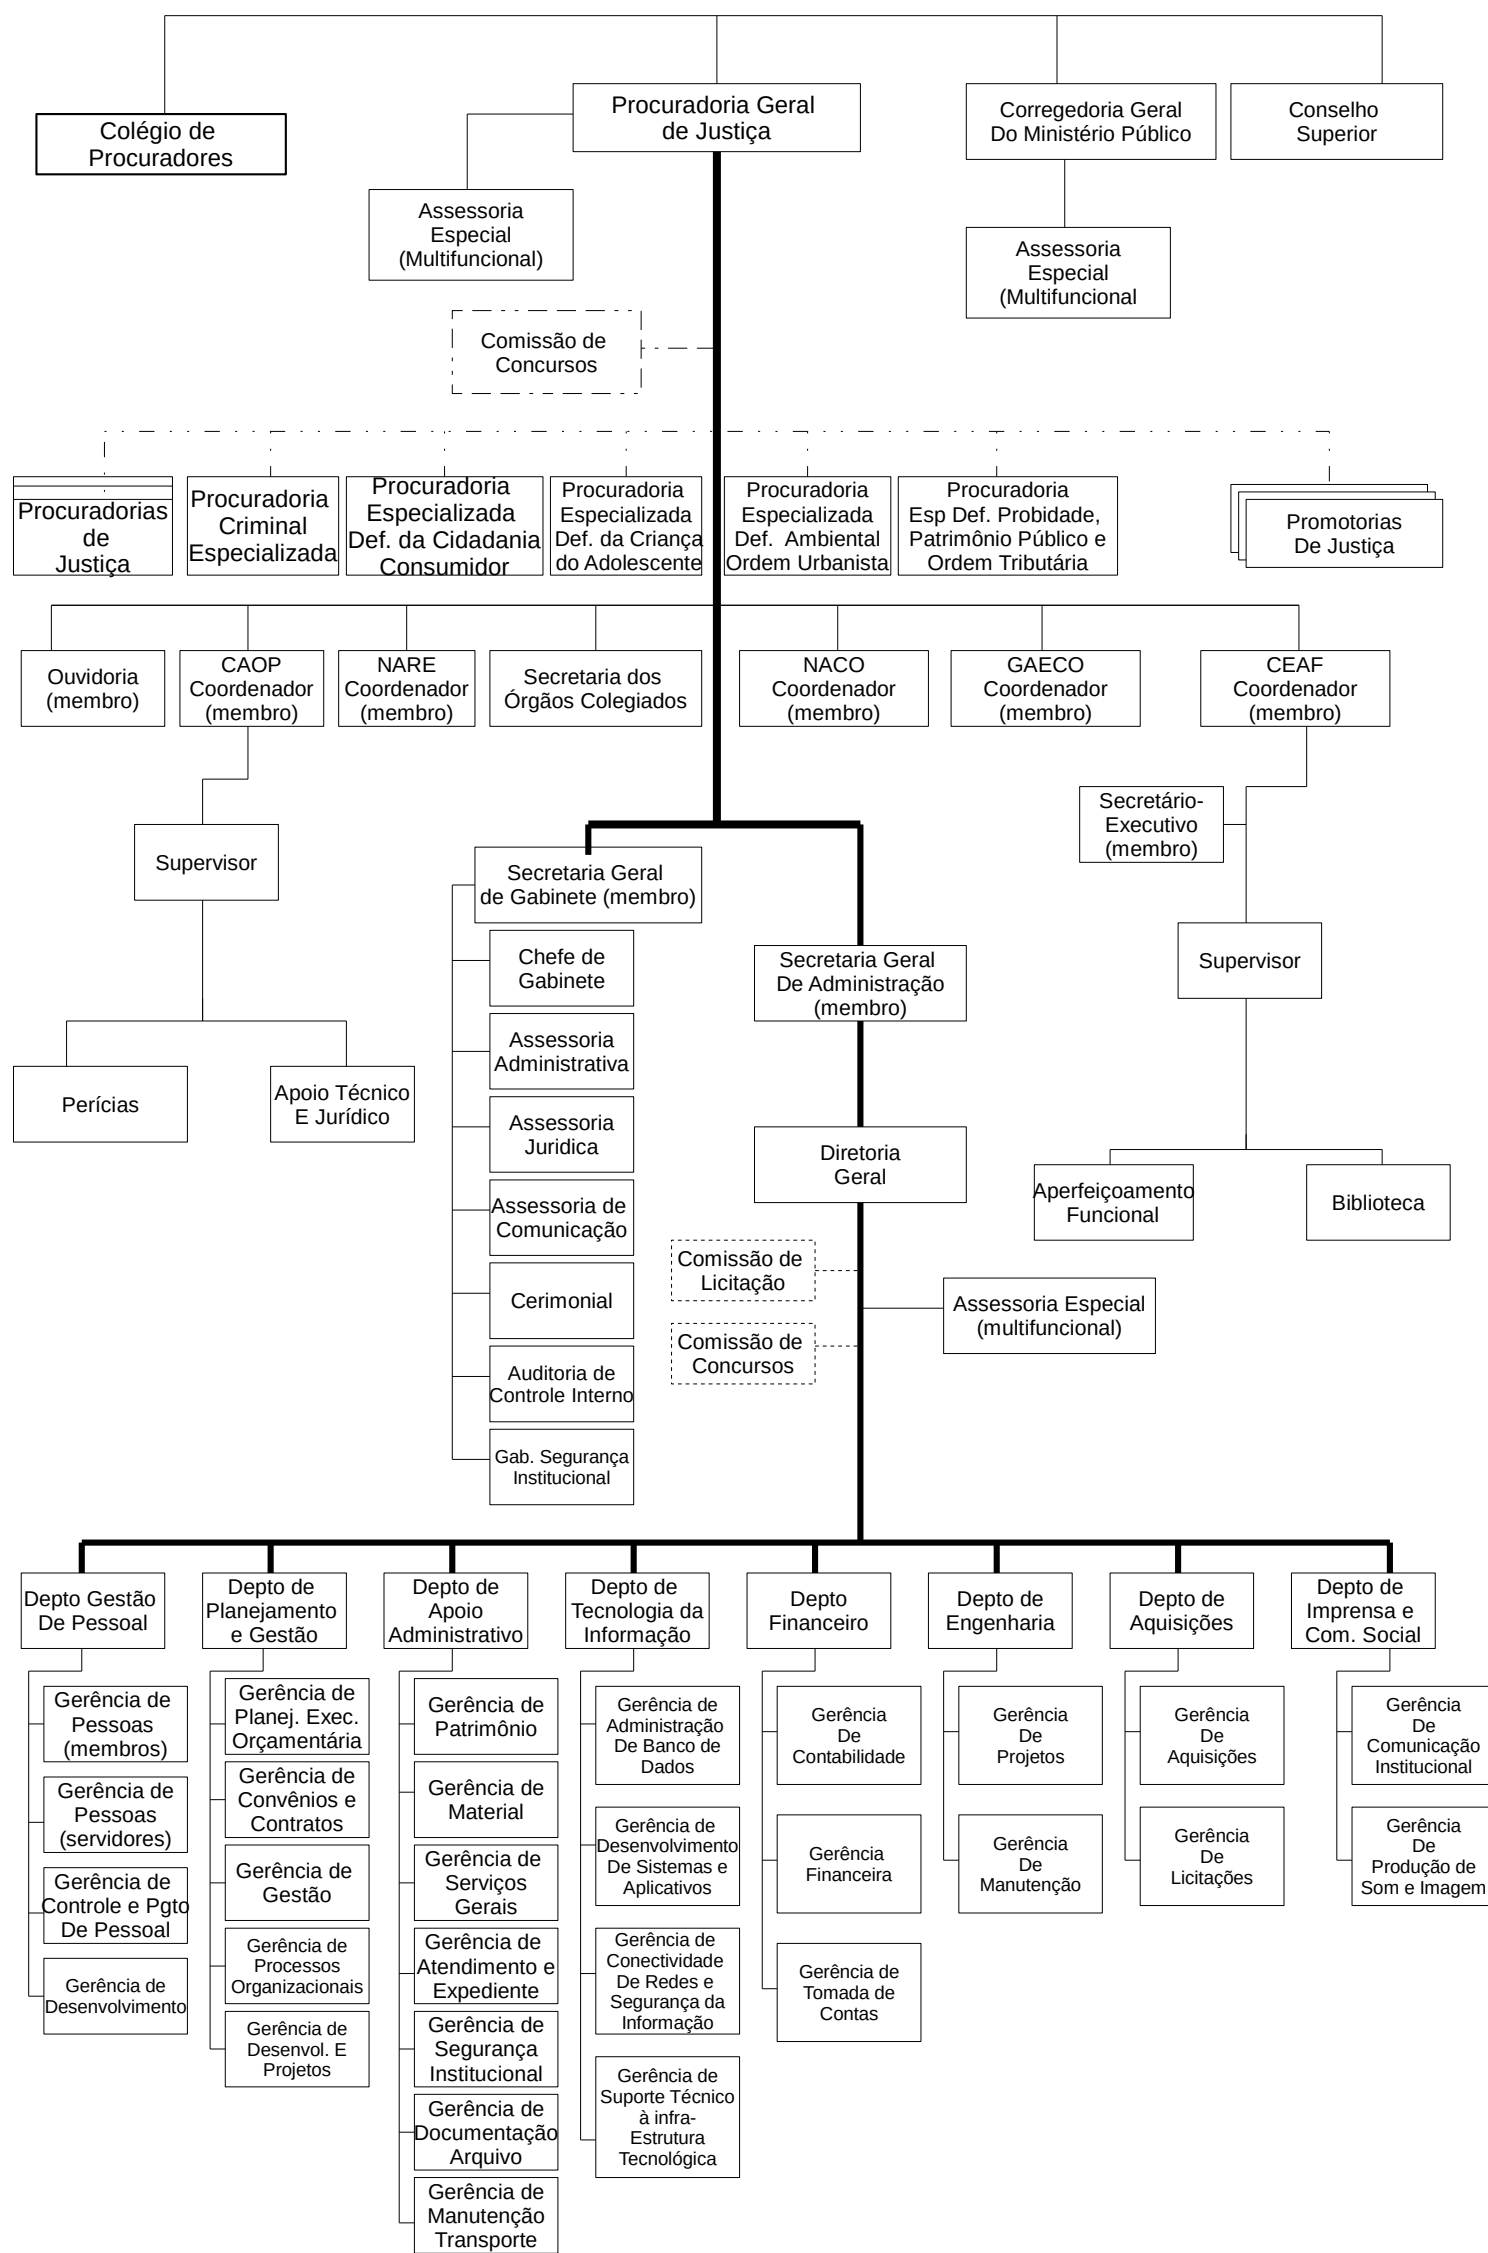 Colégio de
Procuradores
Procuradoria Geral
de Justiça
Corregedoria Geral
Do Ministério Público
Conselho
Superior
Assessoria
Especial
(Multifuncional)
Assessoria
Especial
(Multifuncional
Comissão de
Concursos
Procuradorias
de
Justiça
Procuradoria
Criminal
Especializada
Procuradoria
Especializada
Def. da Cidadania
Consumidor
Procuradoria
Especializada
Def. da Criança
do Adolescente
Procuradoria
Especializada
Def. Ambiental
Ordem Urbanista
Procuradoria
Esp Def. Probidade,
Patrimônio Público e
Ordem Tributária
Promotorias
De Justiça
Ouvidoria
(membro)
CAOP
Coordenador
(membro)
NARE
Coordenador
(membro)
Secretaria dos
Órgãos Colegiados
NACO
Coordenador
(membro)
GAECO
Coordenador
(membro)
CEAF
Coordenador
(membro)
Supervisor
Perícias
Apoio Técnico
E Jurídico
Secretário-
Executivo
(membro)
Supervisor
Aperfeiçoamento
Funcional
Biblioteca
Secretaria Geral
de Gabinete (membro)
Chefe de
Gabinete
Assessoria
Administrativa
Assessoria
Juridica
Assessoria de
Comunicação
Cerimonial
Auditoria de
Controle Interno
Gab. Segurança
Institucional
Secretaria Geral
De Administração
(membro)
Diretoria
Geral
Comissão de
Licitação
Assessoria Especial
(multifuncional)
Comissão de
Concursos
Depto Gestão
De Pessoal
Gerência de
Pessoas
(membros)
Gerência de
Pessoas
(servidores)
Gerência de
Controle e Pgto
De Pessoal
Gerência de
Desenvolvimento
Depto de
Planejamento
e Gestão
Gerência de
Planej. Exec.
Orçamentária
Gerência de
Convênios e
Contratos
Gerência de
Gestão
Gerência de
Processos
Organizacionais
Gerência de
Desenvol. E
Projetos
Depto de
Apoio
Administrativo
Gerência de
Patrimônio
Gerência de
Material
Gerência de
Serviços
Gerais
Gerência de
Atendimento e
Expediente
Gerência de
Segurança
Institucional
Gerência de
Documentação
Arquivo
Gerência de
Manutenção
Transporte
Depto de
Tecnologia da
Informação
Gerência de
Administração
De Banco de
Dados
Gerência de
Desenvolvimento
De Sistemas e
Aplicativos
Gerência de
Conectividade
De Redes e
Segurança da
Informação
Gerência de
Suporte Técnico
à infra-
Estrutura
Tecnológica
Depto
Financeiro
Gerência
De
Contabilidade
Gerência
Financeira
Gerência de
Tomada de
Contas
Depto de
Engenharia
Gerência
De
Projetos
Gerência
De
Manutenção
Depto de
Aquisições
Gerência
De
Aquisições
Gerência
De
Licitações
Depto de
Imprensa e
Com. Social
Gerência
De
Comunicação
Institucional
Gerência
De
Produção de
Som e Imagem